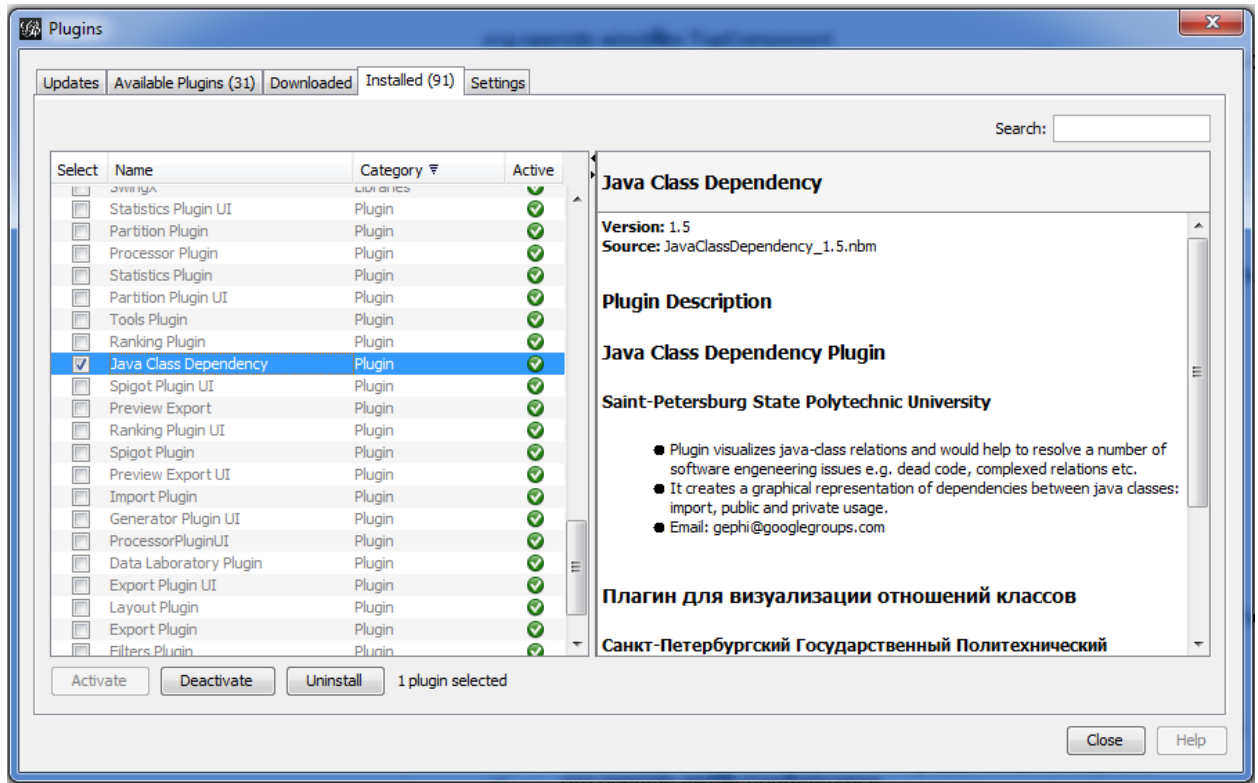 Plugins
Updates Available Plugins (31) Downloaded Installed (91) Settings
Search:
Select Name Category Active
SwingX Libraries
Statistics Plugin UI Plugin
Partition Plugin Plugin
Processor Plugin Plugin
Statistics Plugin Plugin
Partition Plugin UI Plugin
Tools Plugin Plugin
Ranking Plugin Plugin
Java Class Dependency Plugin
Spigot Plugin UI Plugin
Preview Export Plugin
Ranking Plugin UI Plugin
Spigot Plugin Plugin
Preview Export UI Plugin
Import Plugin Plugin
Generator Plugin UI Plugin
ProcessorPluginUI Plugin
Data Laboratory Plugin Plugin
Export Plugin UI Plugin
Layout Plugin Plugin
Export Plugin Plugin
Filters Plugin Plugin
Java Class Dependency
Version: 1.5
Source: JavaClassDependency_1.5.nbm
Plugin Description
Java Class Dependency Plugin
Saint-Petersburg State Polytechnic University
Plugin visualizes java-class relations and would help to resolve a number of
software engeneering issues e.g. dead code, complexed relations etc.
It creates a graphical representation of dependencies between java classes:
import, public and private usage.
Email: gephi@googlegroups.com
Плагин для визуализации отношений классов
Санкт-Петербургский Государственный Политехнический
Activate Deactivate Uninstall 1 plugin selected
Close Help